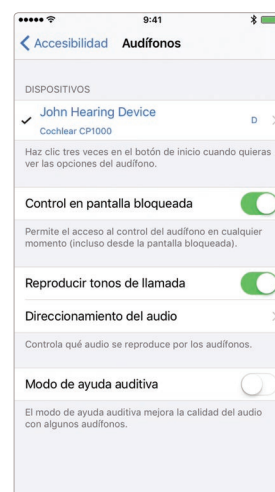 9:41
Accesibilidad Audífonos
DISPOSITIVOS
John Hearing Device
D
Cochlear CP1000
Haz clic tres veces en el botón de inicio cuando quieras
ver las opciones del audífono.
Control en pantalla bloqueada
Permite el acceso al control del audífono en cualquier
momento (incluso desde la pantalla bloqueada).
Reproducir tonos de llamada
Direccionamiento del audio
Controla qué audio se reproduce por los audífonos.
Modo de ayuda auditiva
El modo de ayuda auditiva mejora la calidad del audio
con algunos audífonos.